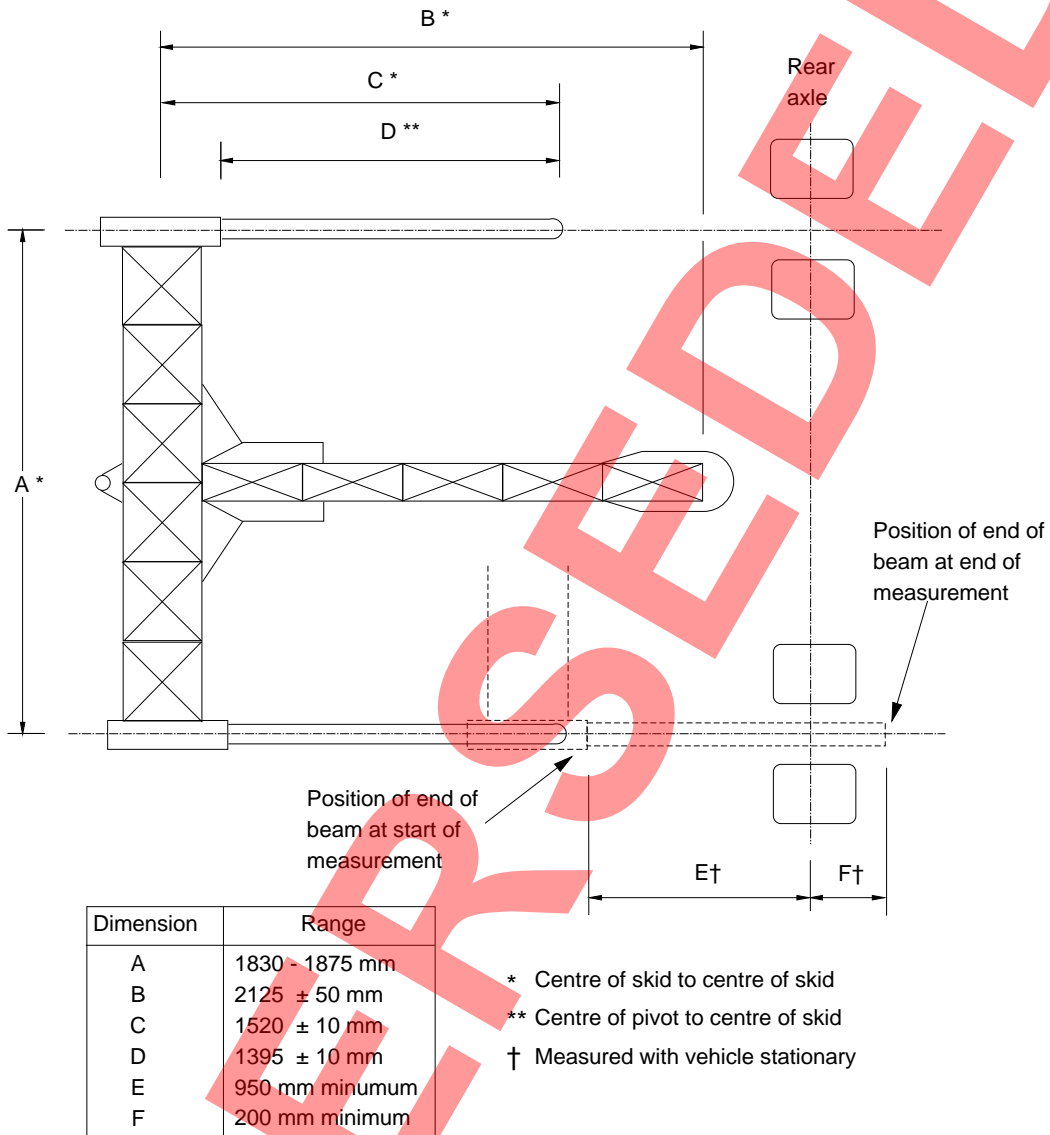 B *
C *
D **
Rear
axle
A *
Position of end of
beam at end of
measurement
Position of end of
beam at start of
measurement
E†
F†
Dimension Range
A 1830 - 1875 mm
B 2125 ± 50 mm
C 1520 ± 10 mm
D 1395 ± 10 mm
E 950 mm minumum
F 200 mm minimum
* Centre of skid to centre of skid
** Centre of pivot to centre of skid
† Measured with vehicle stationary
ERSEDE